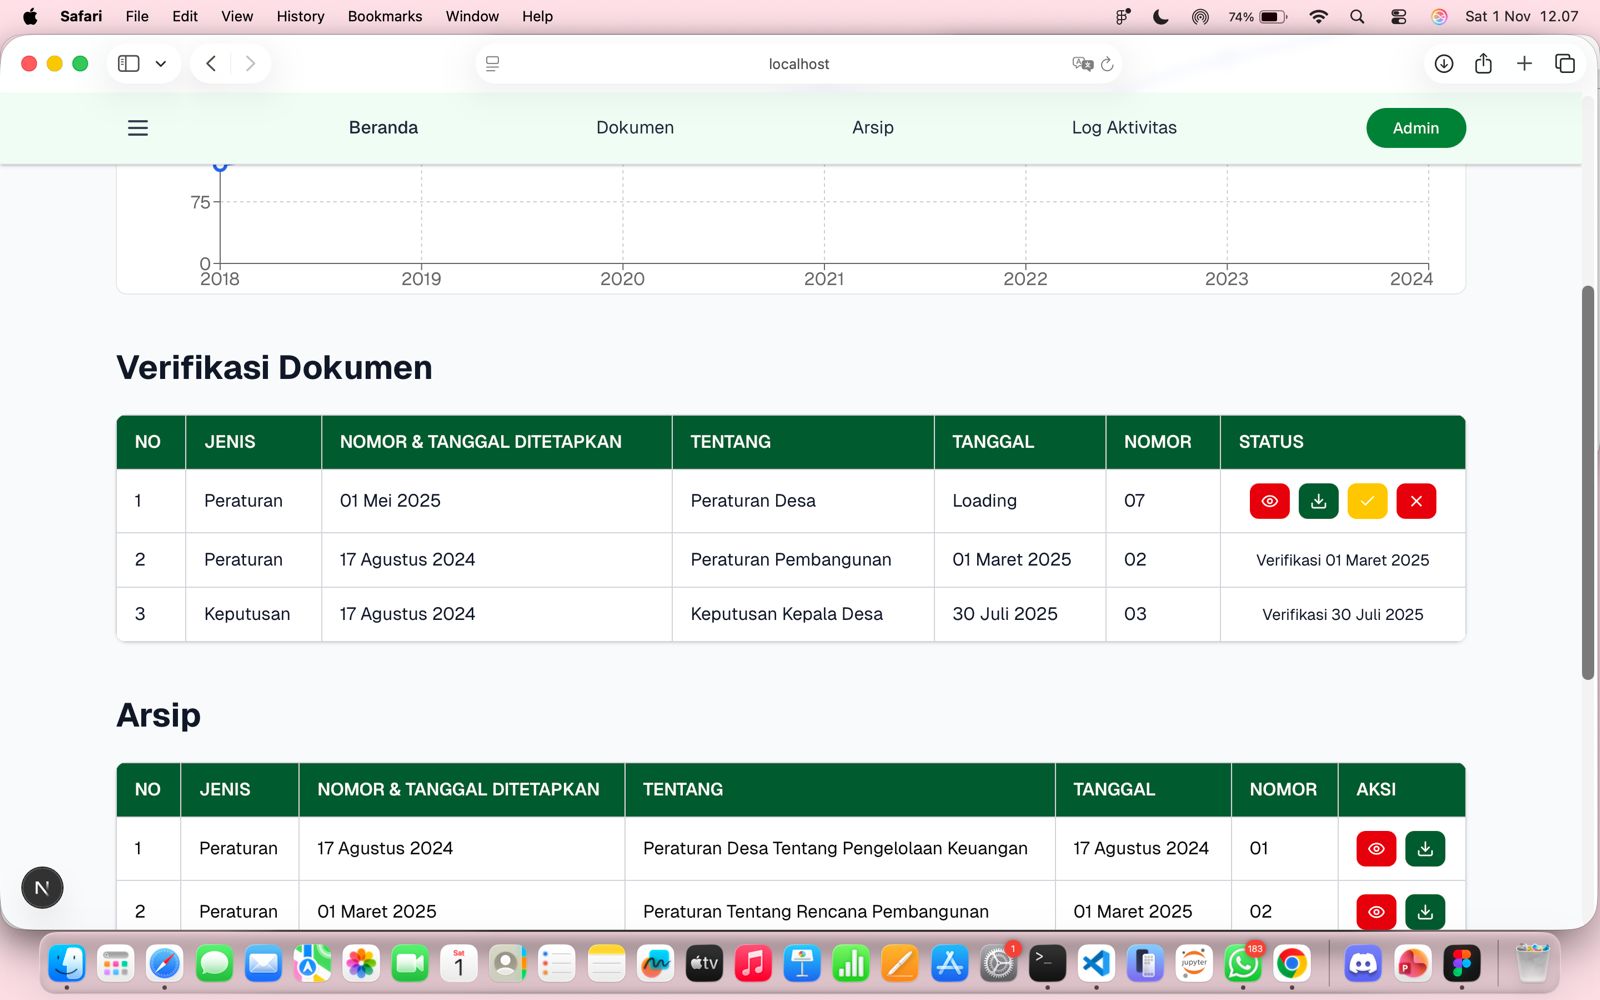 Safari File Edit View History Bookmarks Window Help 74% Sat 1 Nov 12.07
localhost
Beranda Dokumen Arsip Log Aktivitas Admin
75
0
2018 2019 2020 2021 2022 2023 2024
Verifikasi Dokumen
NO JENIS NOMOR & TANGGAL DITETAPKAN TENTANG TANGGAL NOMOR STATUS
1 Peraturan 01 Mei 2025 Peraturan Desa Loading 07
2 Peraturan 17 Agustus 2024 Peraturan Pembangunan 01 Maret 2025 02 Verifikasi 01 Maret 2025
3 Keputusan 17 Agustus 2024 Keputusan Kepala Desa 30 Juli 2025 03 Verifikasi 30 Juli 2025
Arsip
NO JENIS NOMOR & TANGGAL DITETAPKAN TENTANG TANGGAL NOMOR AKSI
1 Peraturan 17 Agustus 2024 Peraturan Desa Tentang Pengelolaan Keuangan 17 Agustus 2024 01
2 Peraturan 01 Maret 2025 Peraturan Tentang Rencana Pembangunan 01 Maret 2025 02
N
Sat
1
tv
1
>_
jupyter
183
P